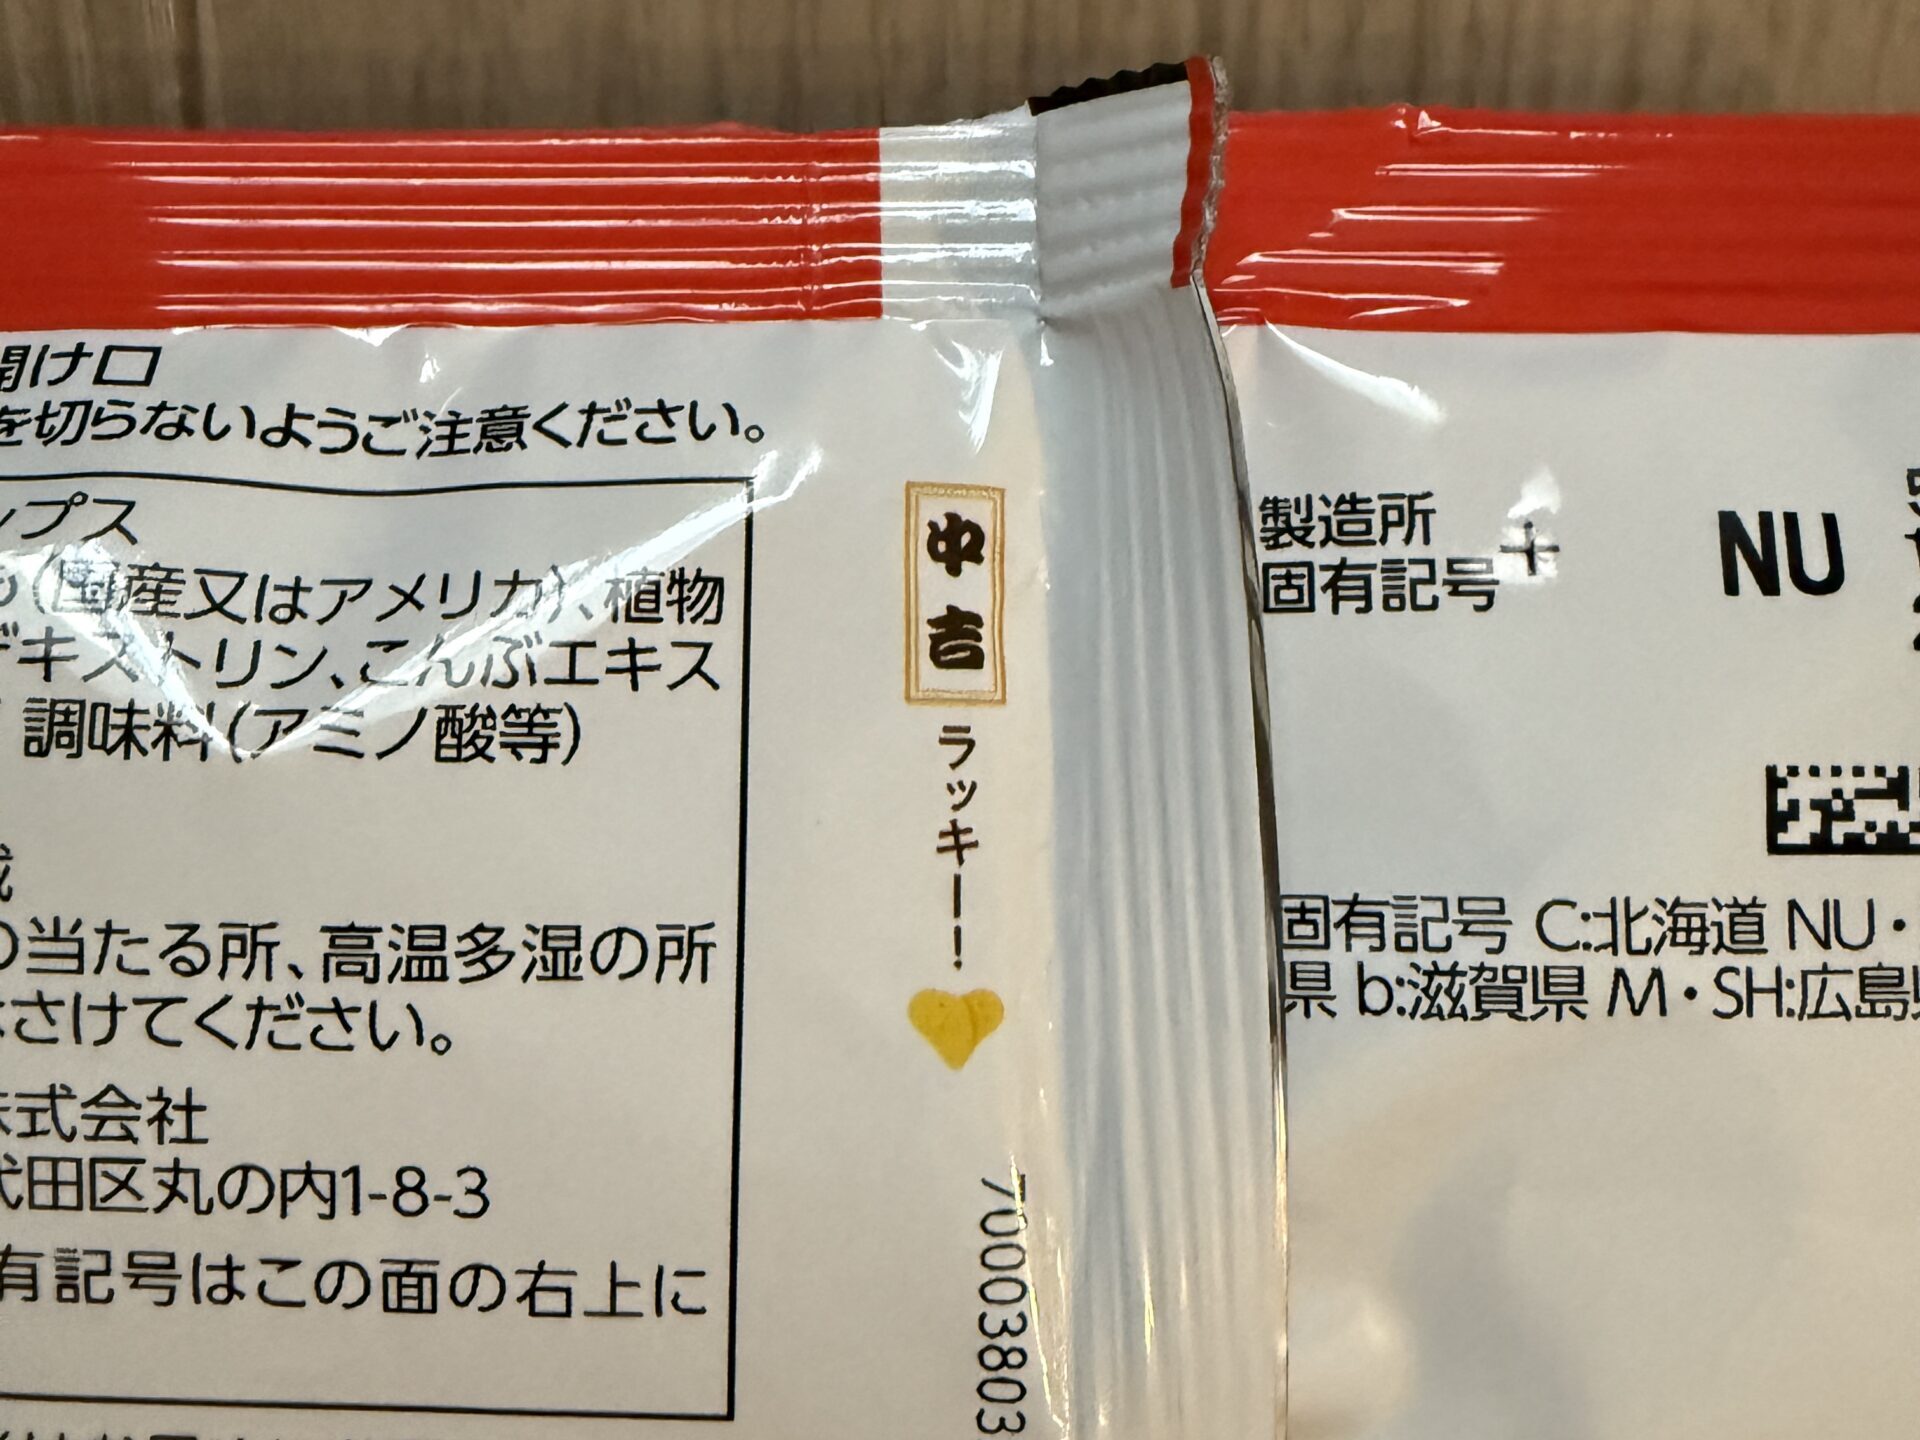 開け口
を切らないようご注意ください。
ップス
(国産又はアメリカ)、植物
デキストリン、こんぶエキス
調味料(アミノ酸等)
の当たる所、高温多湿の所
はさけてください。
株式会社
代田区丸の内1-8-3
有記号はこの面の右上に
中吉
ラッキー!
70003803
製造所
固有記号
+
NU
固有記号 C:北海道 NU・
県 b:滋賀県 M・SH:広島県